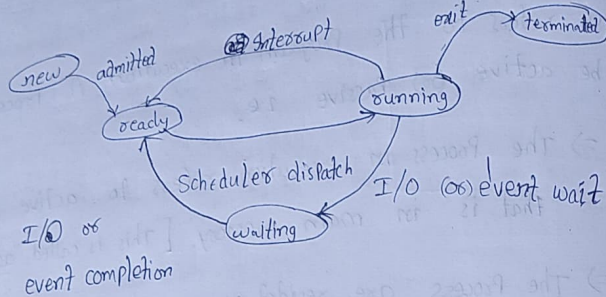 exit
terminated
Interrupt
new
admitted
running
ready
Scheduler dispatch
I/O (or) event wait
I/O or
waiting
event completion